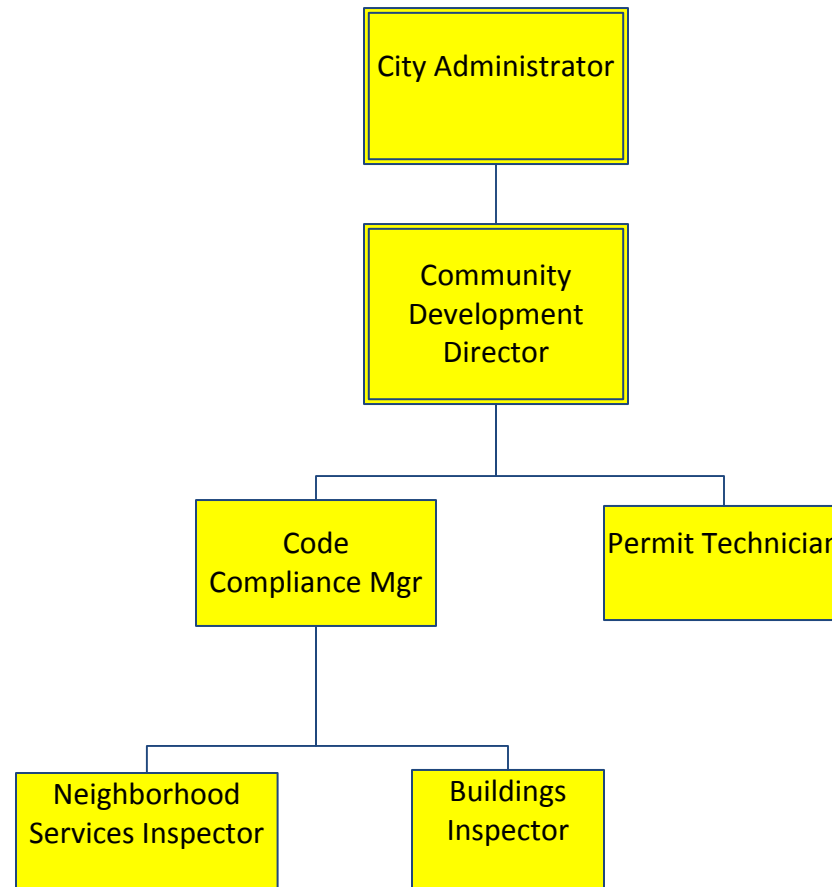 City Administrator
Community
Development
Director
Code
Compliance Mgr
Permit Technician
Neighborhood
Services Inspector
Buildings
Inspector